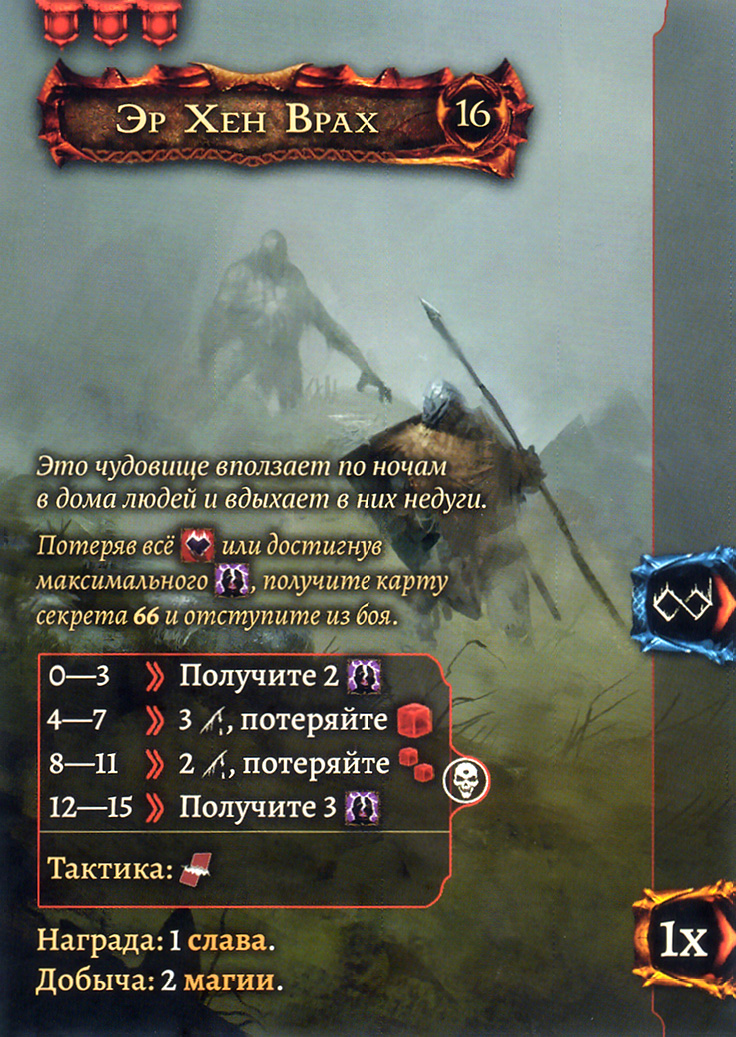 Эр Хен Врах 16
Это чудовище вползает по ночам
в дома людей и вдыхает в них недуги.
Потеряв всё или достигнув
максимального , получите карту
секрета 66 и отступите из боя.
0—3 Получите 2
4—7 3 , потеряйте
8—11 2 , потеряйте
12—15 Получите 3
Тактика:
Награда: 1 слава.
Добыча: 2 магии.
1x